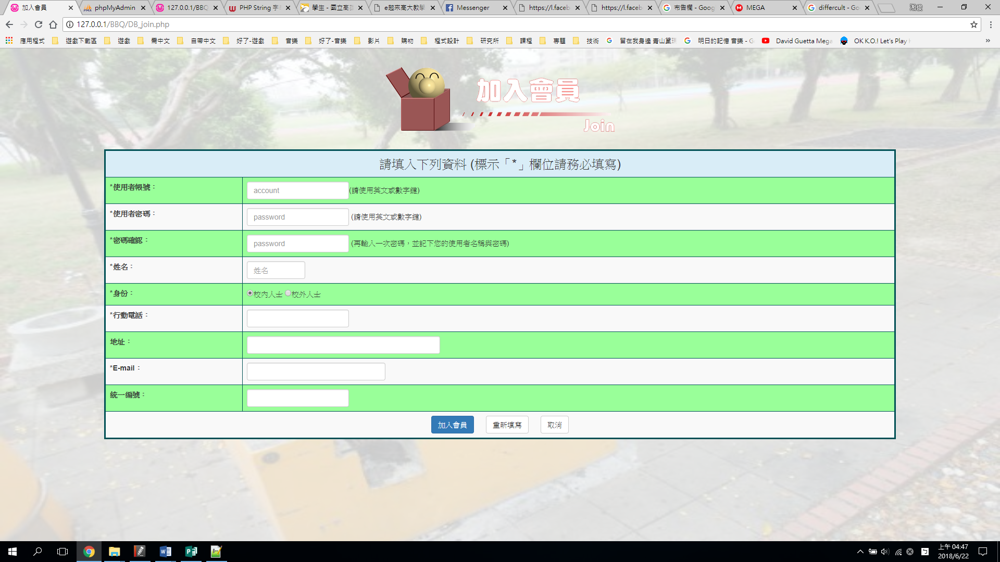 加入會員
phpMyAdmin
127.0.0.1/BBQ
PHP String 字
學生 - 國立高
e起來高大教學
Messenger
https://l.faceb
https://l.faceb
布告欄 - Goog
MEGA
differcult - Go
湘俊
127.0.0.1/BBQ/DB_join.php
應用程式
遊戲下載區
遊戲
需中文
自帶中文
好了-遊戲
音樂
好了-音樂
影片
購物
程式設計
研究所
課程
專題
技術
留在我身邊 青山黛瑪
明日的記憶 音樂 - G
David Guetta Mega
OK K.O.! Let's Play
加入會員
Join
請填入下列資料 (標示「*」欄位請務必填寫)
*使用者帳號：
account (請使用英文或數字鍵)
*使用者密碼：
password (請使用英文或數字鍵)
*密碼確認：
password (再輸入一次密碼，並記下您的使用者名稱與密碼)
*姓名：
姓名
*身份：
校內人士 校外人士
*行動電話：
地址：
*E-mail：
統一編號：
加入會員
重新填寫
取消
上午 04:47
2018/6/22